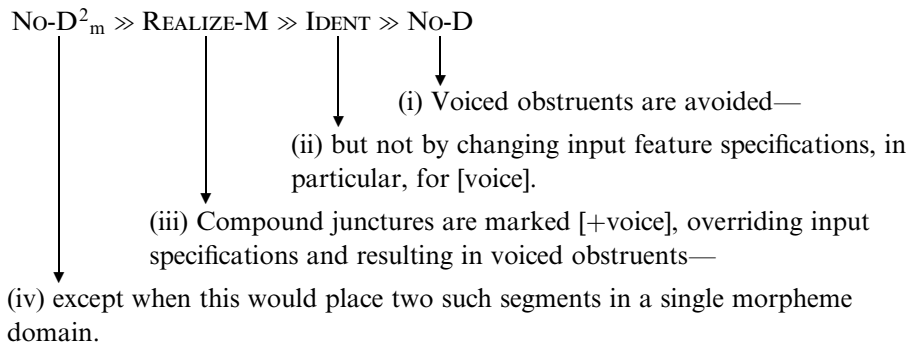 No-D²ₘ ≫ Realize-M ≫ Ident ≫ No-D
(i) Voiced obstruents are avoided—
(ii) but not by changing input feature specifications, in
particular, for [voice].
(iii) Compound junctures are marked [+voice], overriding input
specifications and resulting in voiced obstruents—
(iv) except when this would place two such segments in a single morpheme
domain.